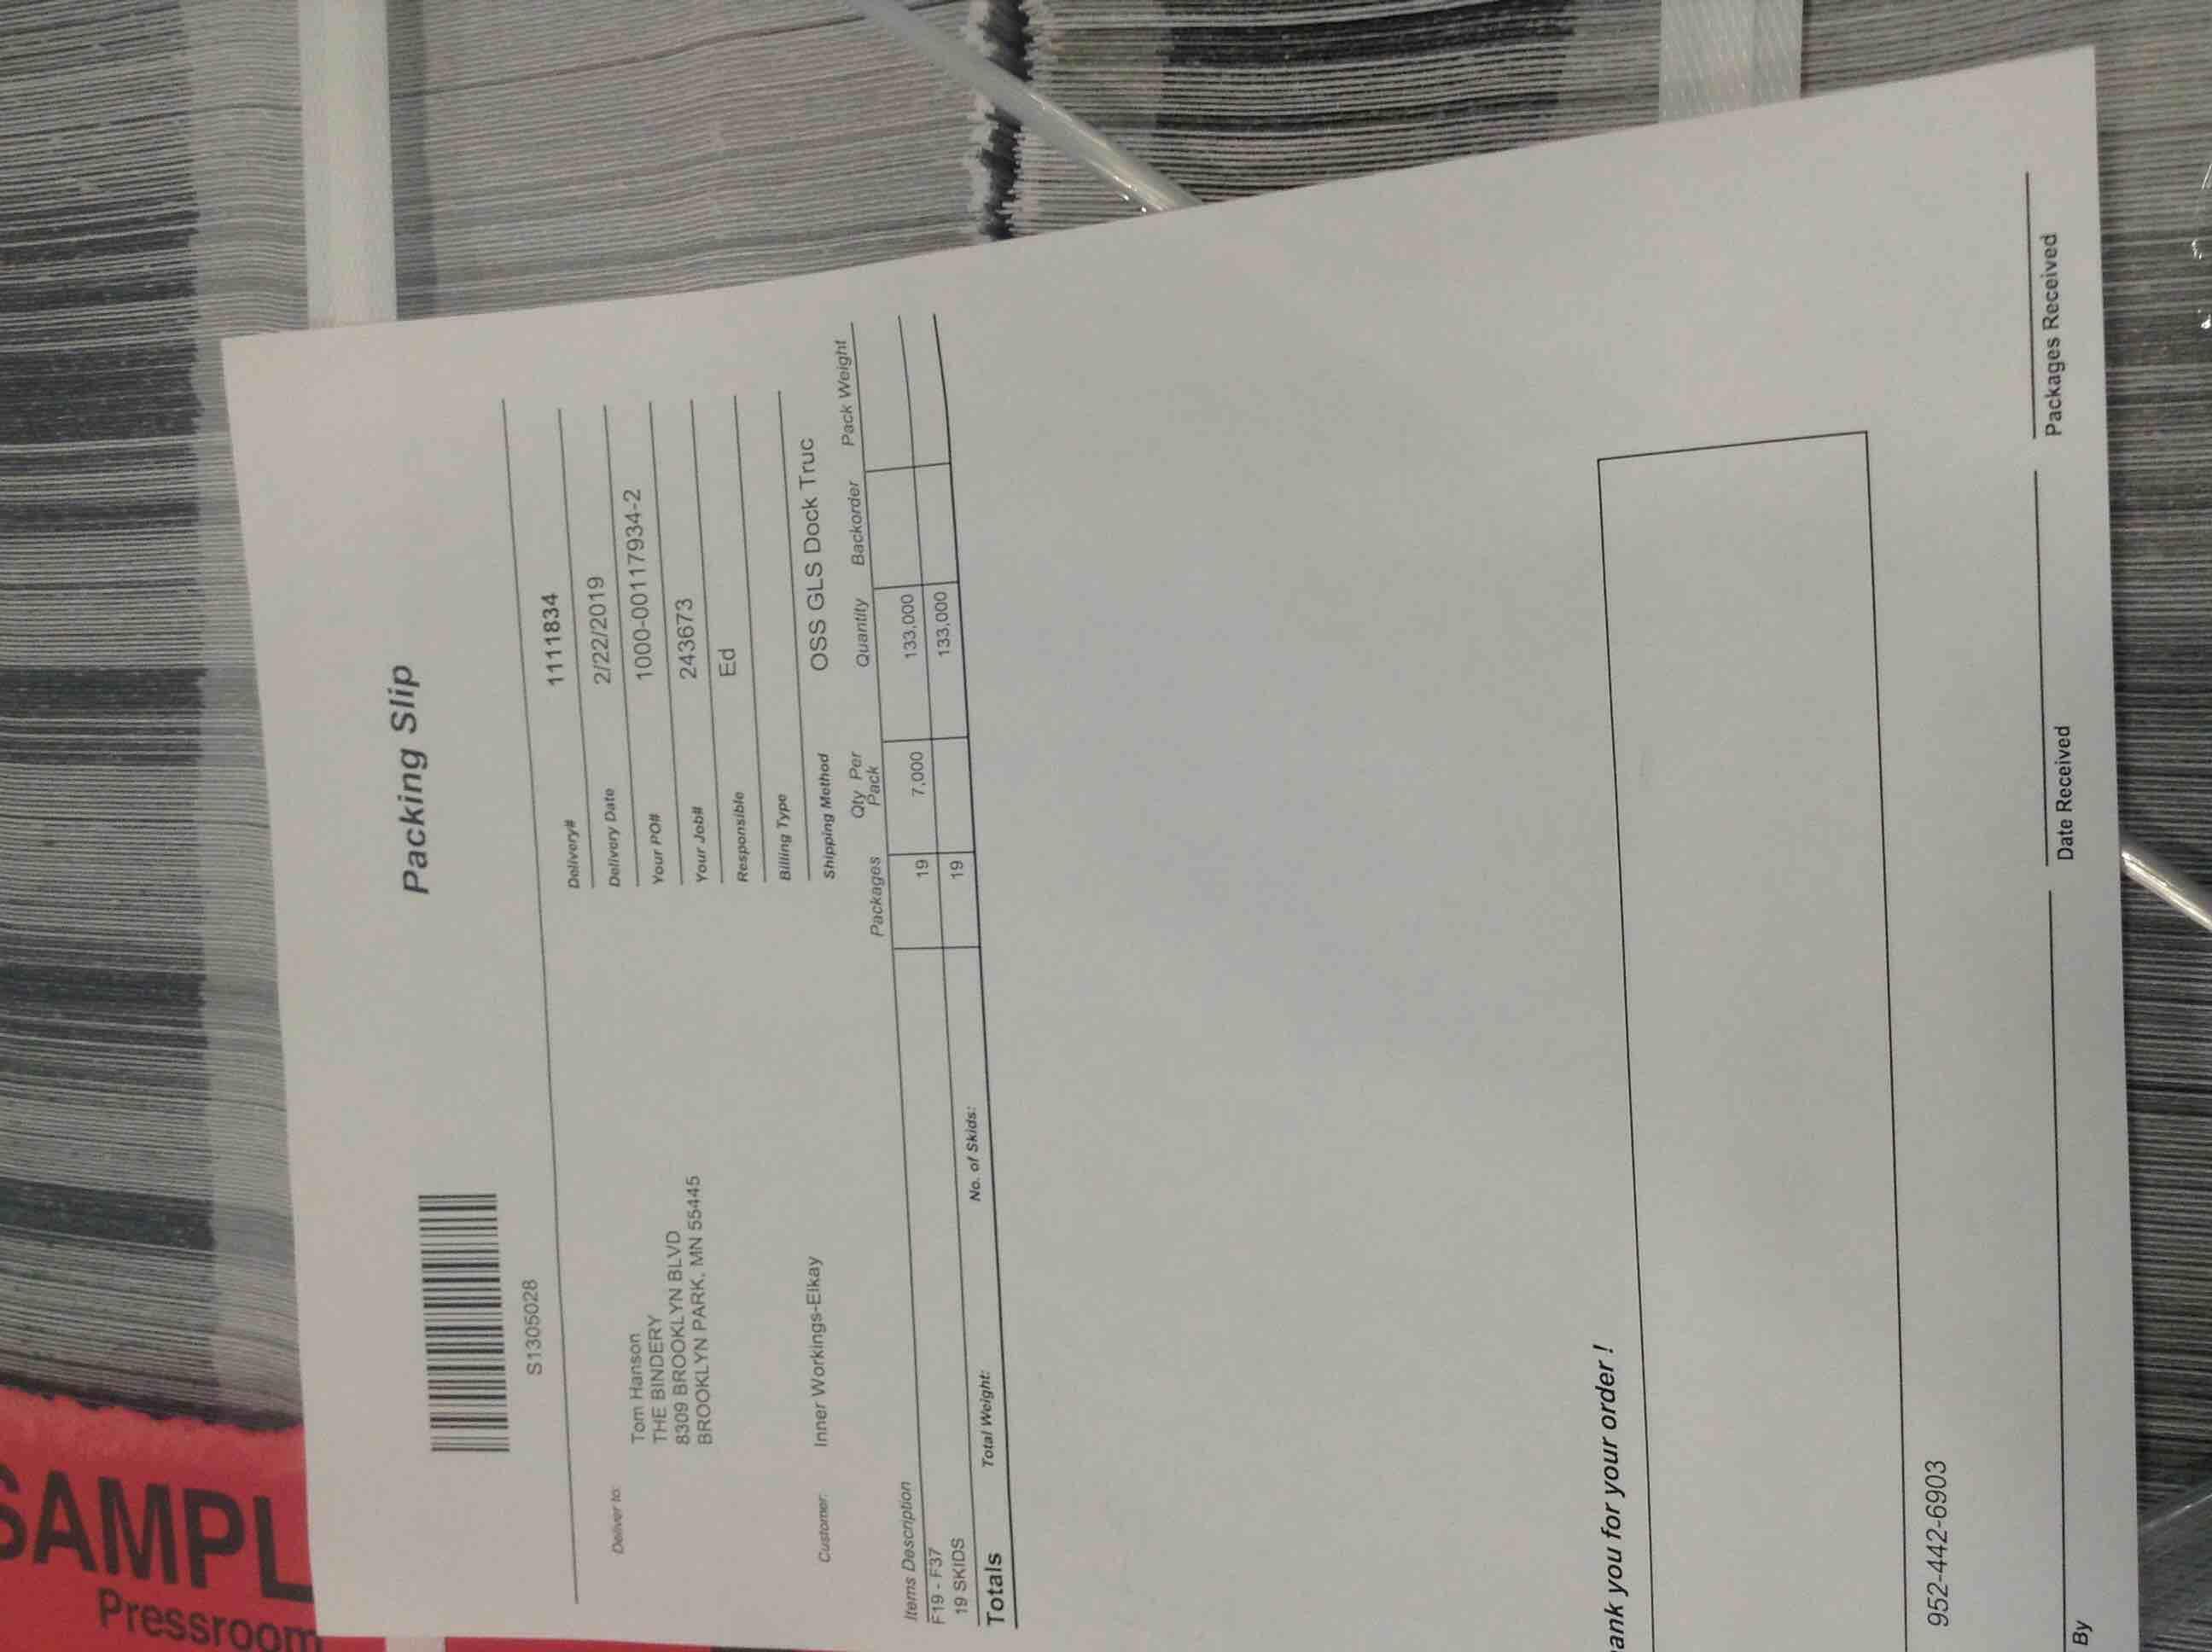 SAMPL
Pressroom
Packing Slip
S1305028
Delivery# 1111834
Deliver to: Delivery Date 2/22/2019
Tom Hanson Your PO# 1000-00117934-2
THE BINDERY
8309 BROOKLYN BLVD Your Job# 243673
BROOKLYN PARK, MN 55445
Responsible Ed
Billing Type
Customer: Inner Workings-Elkay Shipping Method OSS GLS Dock Truc
Items Description Packages Qty Per Pack Quantity Backorder Pack Weight
F19 - F37 19 7,000 133,000
19 SKIDS 19 133,000
Totals Total Weight: No. of Skids:
ank you for your order !
952-442-6903
By Date Received Packages Received